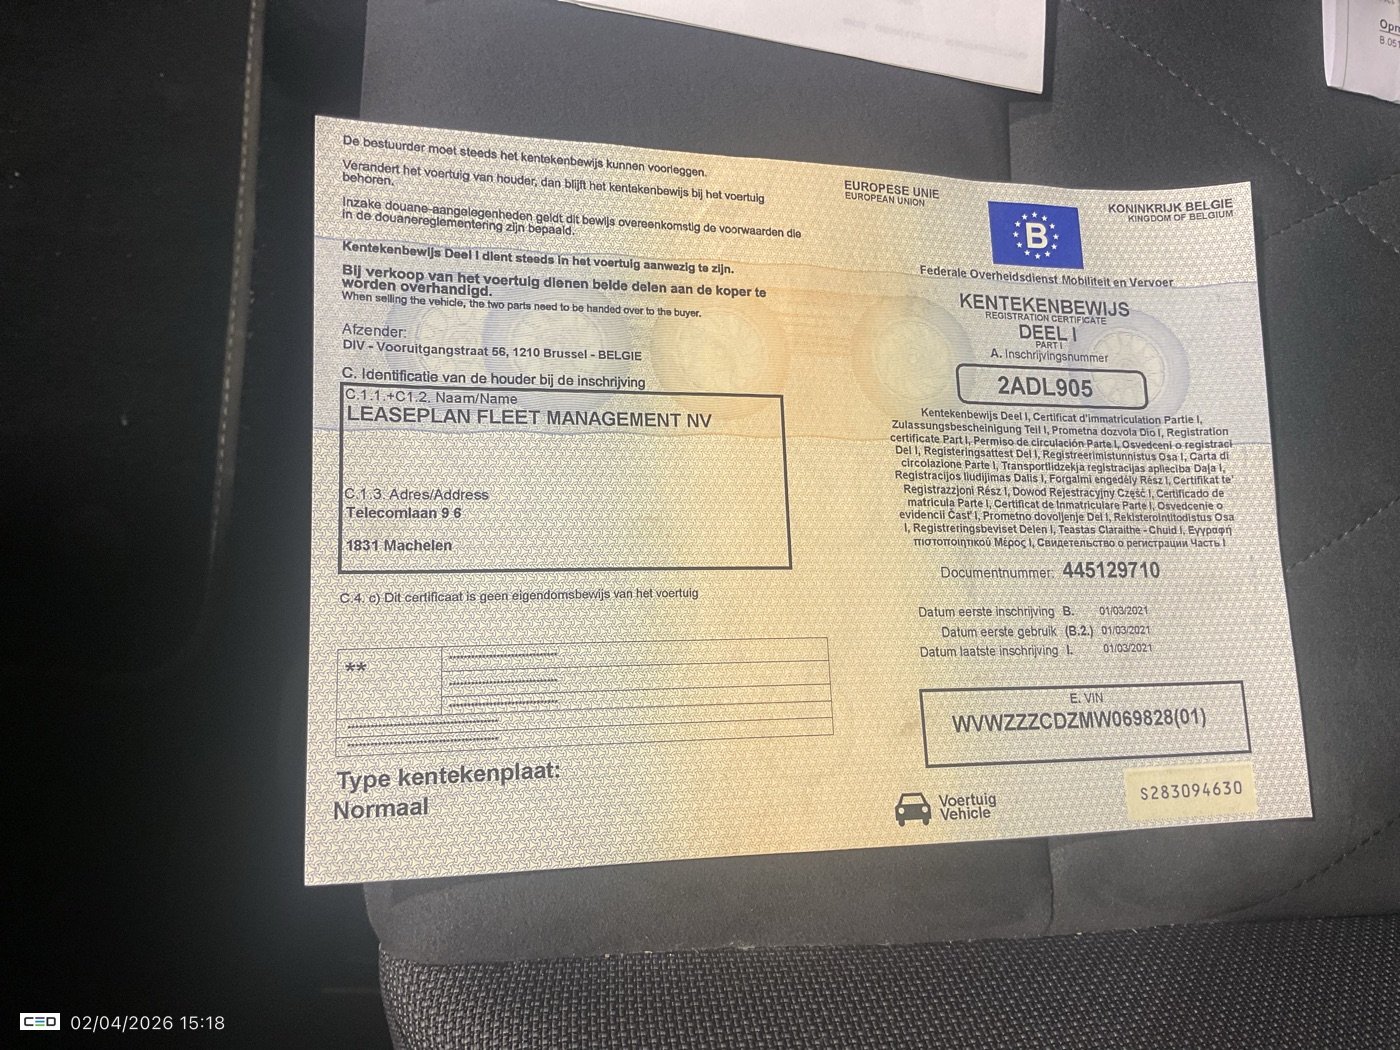 De bestuurder moet steeds het kentekenbewijs kunnen voorleggen.
Verandert het voertuig van houder, dan blijft het kentekenbewijs bij het voertuig
behoren.
Inzake douane-aangelegenheden geldt dit bewijs overeenkomstig de voorwaarden die
in de douanereglementering zijn bepaald.
Kentekenbewijs Deel I dient steeds in het voertuig aanwezig te zijn.
Bij verkoop van het voertuig dienen beide delen aan de koper te
worden overhandigd.
When selling the vehicle, the two parts need to be handed over to the buyer.
Afzender:
DIV - Vooruitgangstraat 56, 1210 Brussel - BELGIE
C. Identificatie van de houder bij de inschrijving
C.1.1.+C1.2. Naam/Name
LEASEPLAN FLEET MANAGEMENT NV
C.1.3. Adres/Address
Telecomlaan 9 6
1831 Machelen
C.4. c) Dit certificaat is geen eigendomsbewijs van het voertuig
**
Type kentekenplaat:
Normaal
EUROPESE UNIE
EUROPEAN UNION
B
KONINKRIJK BELGIE
KINGDOM OF BELGIUM
Federale Overheidsdienst Mobiliteit en Vervoer
KENTEKENBEWIJS
REGISTRATION CERTIFICATE
DEEL I
PART I
A. Inschrijvingsnummer
2ADL905
Kentekenbewijs Deel I, Certificat d'immatriculation Partie I,
Zulassungsbescheinigung Teil I, Prometna dozvola Dio I, Registration
certificate Part I, Permiso de circulación Parte I, Osvedceni o registraci
Del I, Registeringsattest Del I, Registreerimistunnistus Osa I, Carta di
circolazione Parte I, Transportlidzekja registracijas aplieciba Daja I,
Registracijos liudijimas Dalis I, Forgalmi engedély Rész I, Certifikat te'
Registrazzjoni Rész I, Dowod Rejestracyjny Część I, Certificado de
matricula Parte I, Certificat de Inmatriculare Parte I, Osvedcenie o
evidencii Časť I, Prometno dovoljenje Del I, Rekisterointitodistus Osa
I, Registreringsbeviset Delen I, Teastas Claraithe - Chuid I, Εγγραφή
πιστοποιητικού Μέρος I, Свидетельство о регистрации Часть I
Documentnummer: 445129710
Datum eerste inschrijving B. 01/03/2021
Datum eerste gebruik (B.2.) 01/03/2021
Datum laatste inschrijving I. 01/03/2021
E. VIN
WVWZZZCDZMW069828(01)
Voertuig
Vehicle
S283094630
CED 02/04/2026 15:18